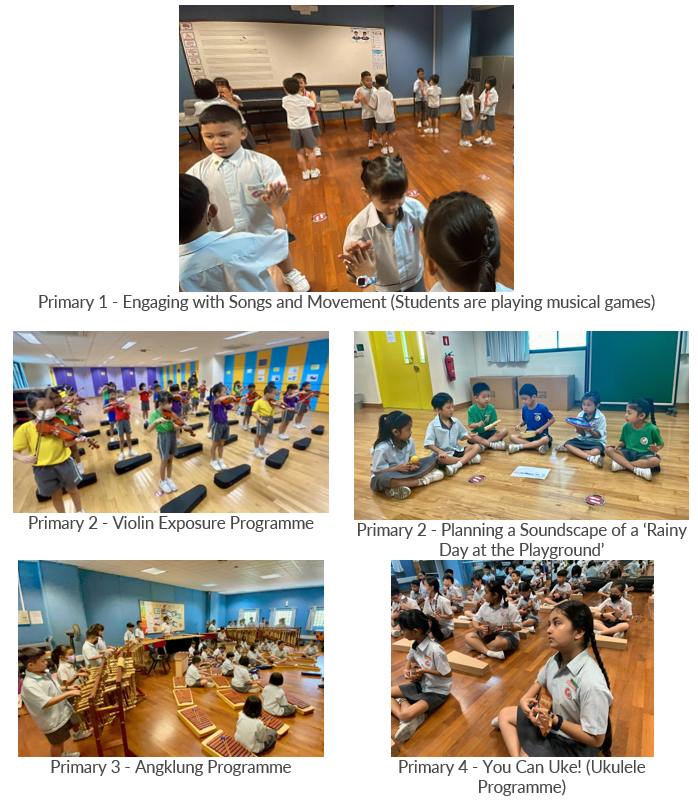 Primary 1 - Engaging with Songs and Movement (Students are playing musical games)
Primary 2 - Violin Exposure Programme
Primary 2 - Planning a Soundscape of a ‘Rainy
Day at the Playground’
Primary 3 - Angklung Programme
Primary 4 - You Can Uke! (Ukulele
Programme)